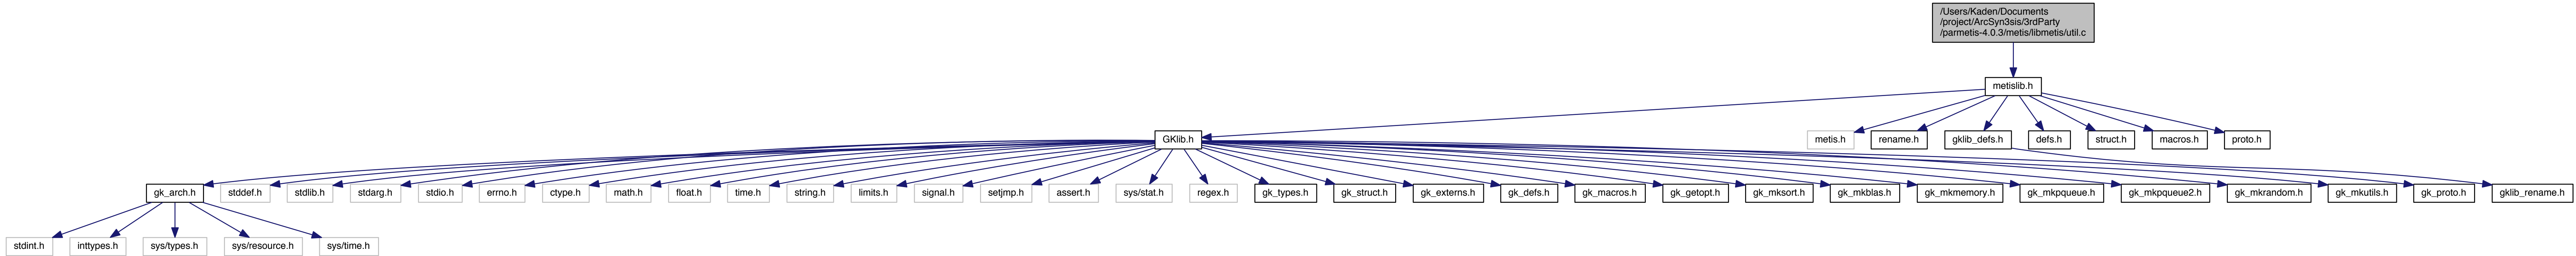 /Users/Kaden/Documents
/project/ArcSyn3sis/3rdParty
/parmetis-4.0.3/metis/libmetis/util.c
metislib.h
GKlib.h
metis.h
rename.h
gklib_defs.h
defs.h
struct.h
macros.h
proto.h
gk_arch.h
stddef.h
stdlib.h
stdarg.h
stdio.h
errno.h
ctype.h
math.h
float.h
time.h
string.h
limits.h
signal.h
setjmp.h
assert.h
sys/stat.h
regex.h
gk_types.h
gk_struct.h
gk_externs.h
gk_defs.h
gk_macros.h
gk_getopt.h
gk_mksort.h
gk_mkblas.h
gk_mkmemory.h
gk_mkpqueue.h
gk_mkpqueue2.h
gk_mkrandom.h
gk_mkutils.h
gk_proto.h
gklib_rename.h
stdint.h
inttypes.h
sys/types.h
sys/resource.h
sys/time.h